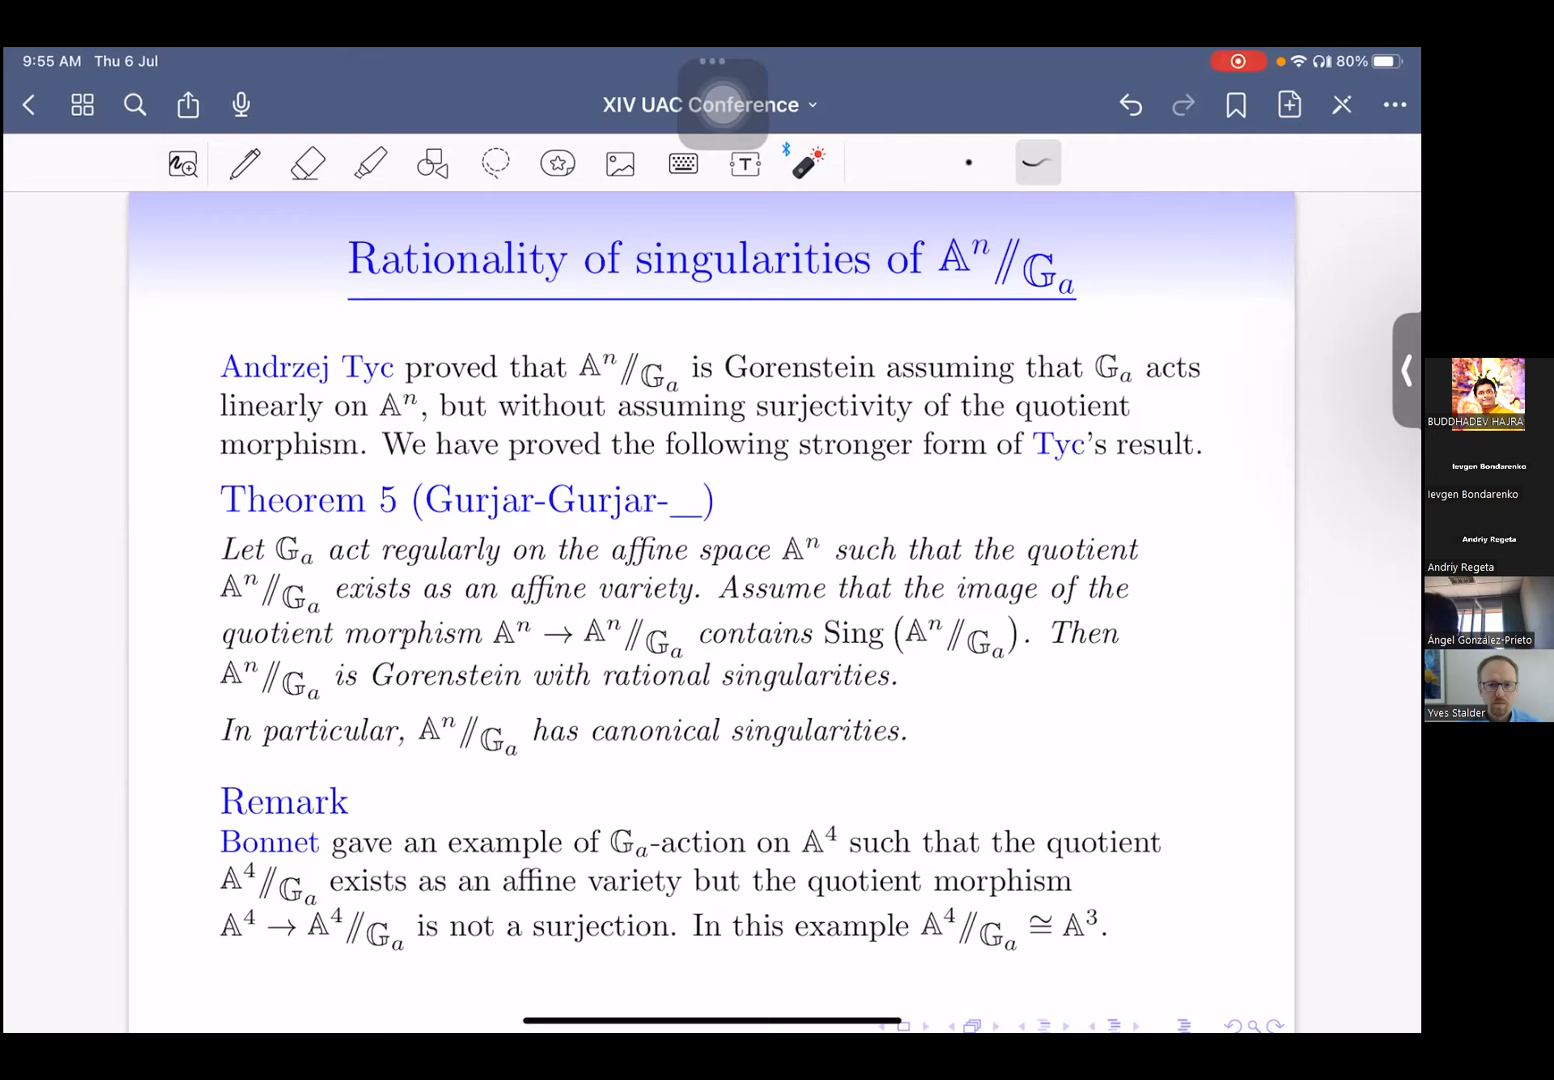 9:55 AM Thu 6 Jul
80%
XIV UAC Conference
Rationality of singularities of 𝔸ⁿ//𝔾ₐ
Andrzej Tyc proved that 𝔸ⁿ//𝔾ₐ is Gorenstein assuming that 𝔾ₐ acts
linearly on 𝔸ⁿ, but without assuming surjectivity of the quotient
morphism. We have proved the following stronger form of Tyc's result.
Theorem 5 (Gurjar-Gurjar-__)
Let 𝔾ₐ act regularly on the affine space 𝔸ⁿ such that the quotient
𝔸ⁿ//𝔾ₐ exists as an affine variety. Assume that the image of the
quotient morphism 𝔸ⁿ → 𝔸ⁿ//𝔾ₐ contains Sing (𝔸ⁿ//𝔾ₐ). Then
𝔸ⁿ//𝔾ₐ is Gorenstein with rational singularities.
In particular, 𝔸ⁿ//𝔾ₐ has canonical singularities.
Remark
Bonnet gave an example of 𝔾ₐ-action on 𝔸⁴ such that the quotient
𝔸⁴//𝔾ₐ exists as an affine variety but the quotient morphism
𝔸⁴ → 𝔸⁴//𝔾ₐ is not a surjection. In this example 𝔸⁴//𝔾ₐ ≅ 𝔸³.
BUDDHADEV HAJRA
Ievgen Bondarenko
Ievgen Bondarenko
Andriy Regeta
Andriy Regeta
Ángel González-Prieto
Yves Stalder